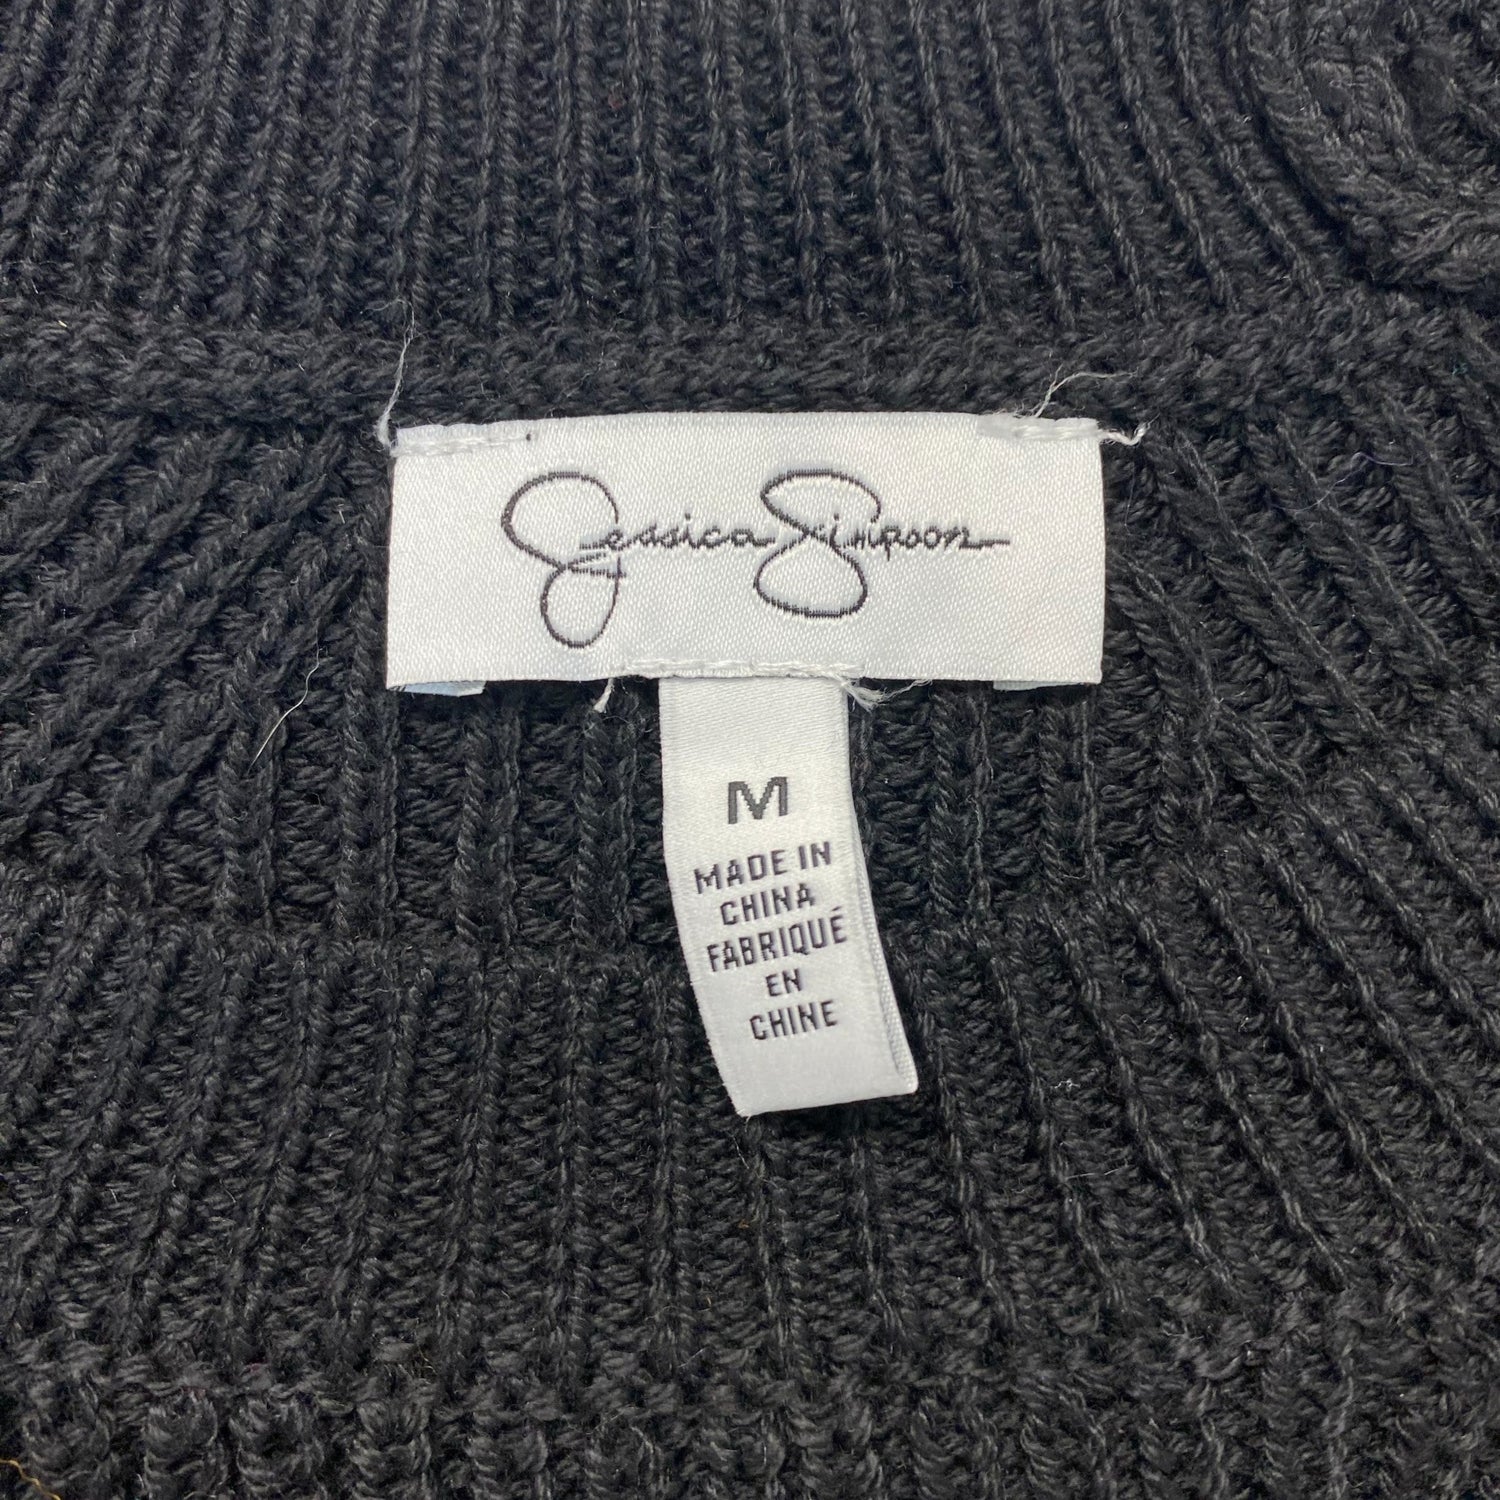 Jessica Simpson
M
MADE IN
CHINA
FABRIQUÉ
EN
CHINE